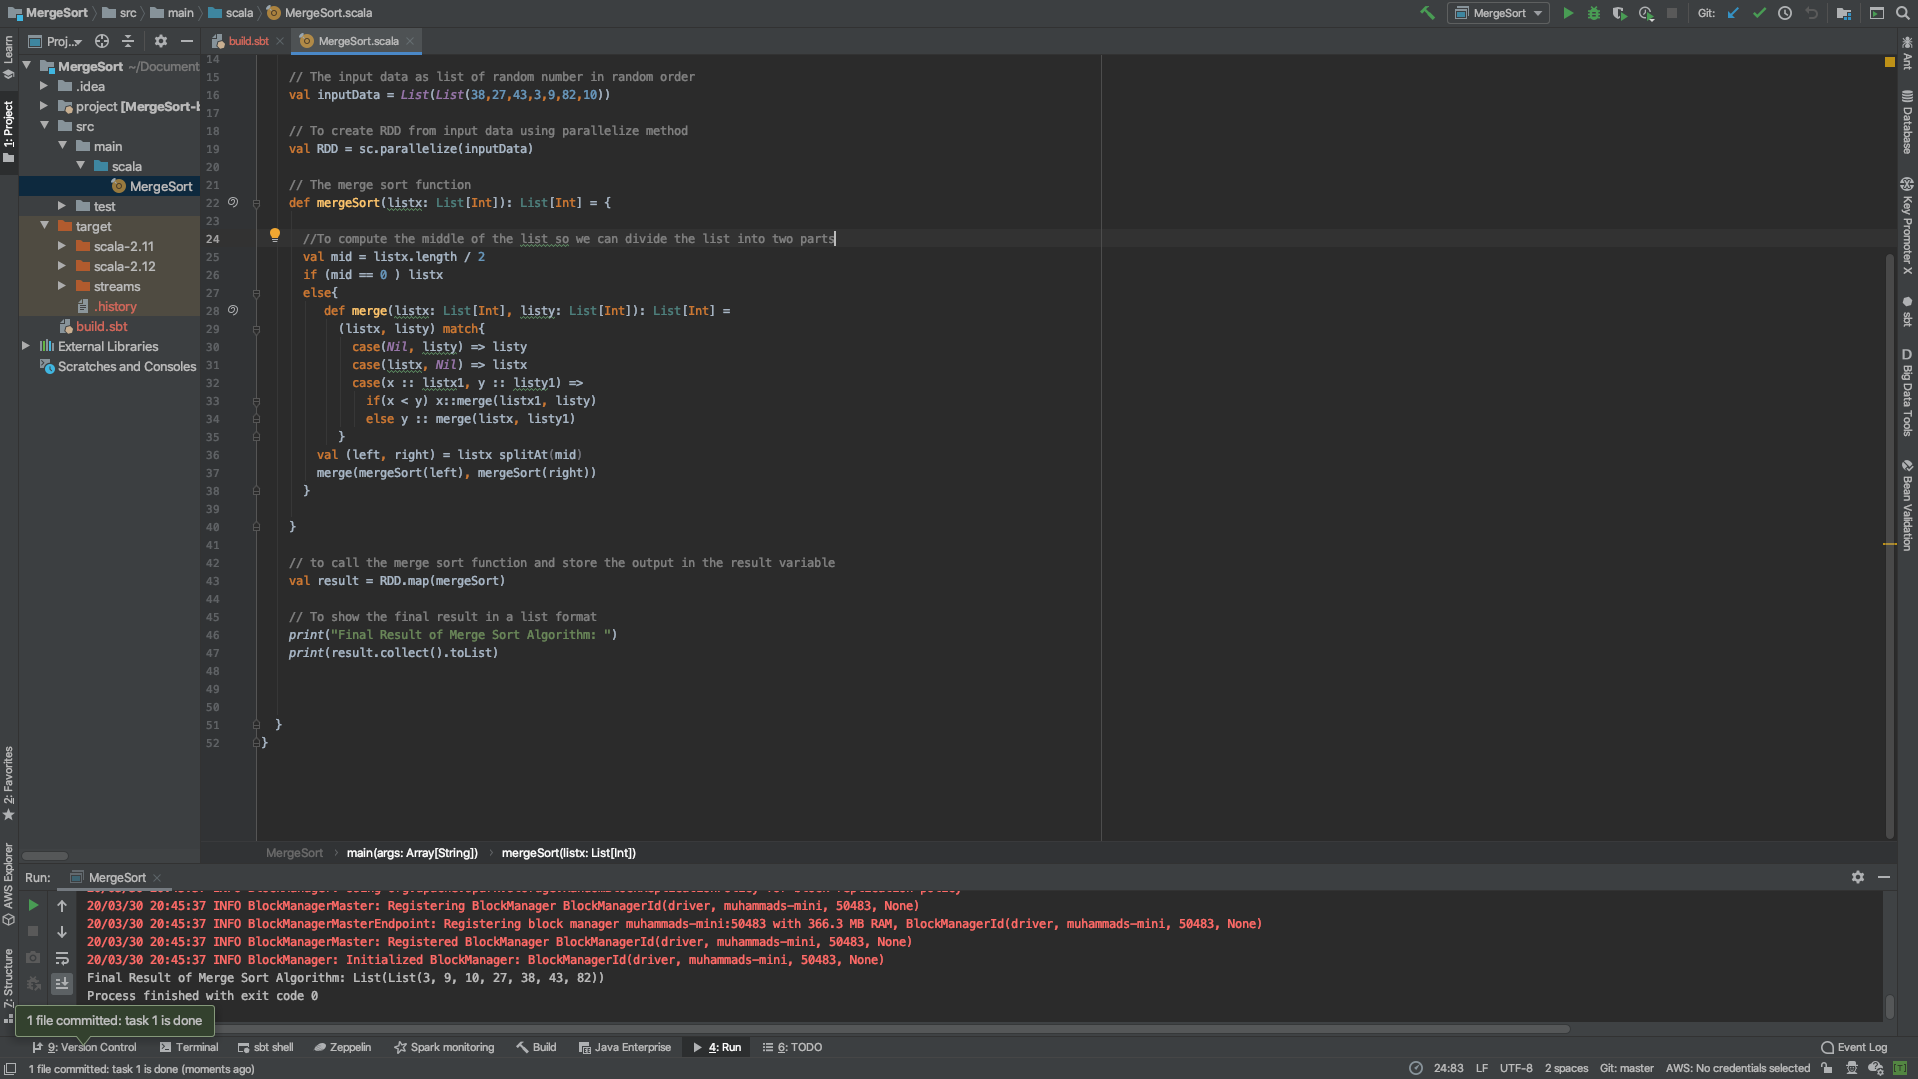 MergeSort src main scala MergeSort.scala
MergeSort Git:
Proj... build.sbt MergeSort.scala
Learn
1: Project
2: Favorites
AWS Explorer
7: Structure
MergeSort ~/Document
.idea
project [MergeSort-b
src
main
scala
MergeSort
test
target
scala-2.11
scala-2.12
streams
.history
build.sbt
External Libraries
Scratches and Consoles
14
15 // The input data as list of random number in random order
16 val inputData = List(List(38,27,43,3,9,82,10))
17
18 // To create RDD from input data using parallelize method
19 val RDD = sc.parallelize(inputData)
20
21 // The merge sort function
22 def mergeSort(listx: List[Int]): List[Int] = {
23
24 //To compute the middle of the list so we can divide the list into two parts
25 val mid = listx.length / 2
26 if (mid == 0 ) listx
27 else{
28 def merge(listx: List[Int], listy: List[Int]): List[Int] =
29 (listx, listy) match{
30 case(Nil, listy) => listy
31 case(listx, Nil) => listx
32 case(x :: listx1, y :: listy1) =>
33 if(x < y) x::merge(listx1, listy)
34 else y :: merge(listx, listy1)
35 }
36 val (left, right) = listx splitAt(mid)
37 merge(mergeSort(left), mergeSort(right))
38 }
39
40 }
41
42 // to call the merge sort function and store the output in the result variable
43 val result = RDD.map(mergeSort)
44
45 // To show the final result in a list format
46 print("Final Result of Merge Sort Algorithm: ")
47 print(result.collect().toList)
48
49
50
51 }
52 }
Ant
Database
Key Promoter X
sbt
Big Data Tools
Bean Validation
MergeSort main(args: Array[String]) mergeSort(listx: List[Int])
Run: MergeSort
20/03/30 20:45:37 INFO BlockManagerMaster: Registering BlockManager BlockManagerId(driver, muhammads-mini, 50483, None)
20/03/30 20:45:37 INFO BlockManagerMasterEndpoint: Registering block manager muhammads-mini:50483 with 366.3 MB RAM, BlockManagerId(driver, muhammads-mini, 50483, None)
20/03/30 20:45:37 INFO BlockManagerMaster: Registered BlockManager BlockManagerId(driver, muhammads-mini, 50483, None)
20/03/30 20:45:37 INFO BlockManager: Initialized BlockManager: BlockManagerId(driver, muhammads-mini, 50483, None)
Final Result of Merge Sort Algorithm: List(List(3, 9, 10, 27, 38, 43, 82))
Process finished with exit code 0
1 file committed: task 1 is done
9: Version Control Terminal sbt shell Zeppelin Spark monitoring Build Java Enterprise 4: Run 6: TODO Event Log
1 file committed: task 1 is done (moments ago) 24:83 LF UTF-8 2 spaces Git: master AWS: No credentials selected